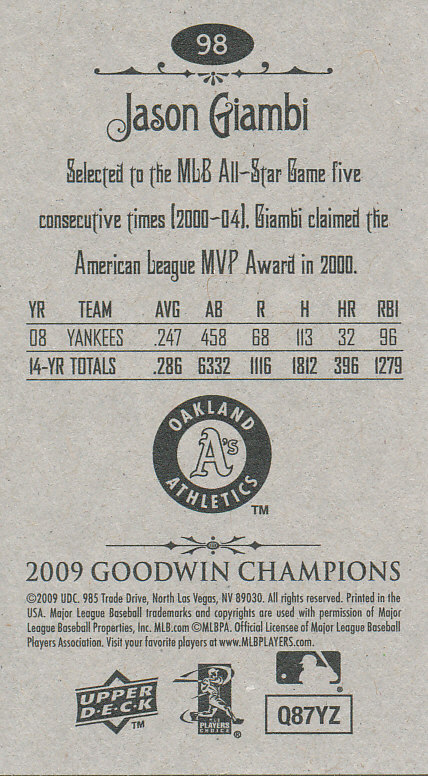 98
Jason Giambi
Selected to the MLB All-Star Game five
consecutive times (2000-04), Giambi claimed the
American League MVP Award in 2000.
YR TEAM AVG AB R H HR RBI
08 YANKEES .247 458 68 113 32 96
14-YR TOTALS .286 6332 1116 1812 396 1279
OAKLAND
A's
ATHLETICS
TM
2009 GOODWIN CHAMPIONS
©2009 UDC. 985 Trade Drive, North Las Vegas, NV 89030. All rights reserved. Printed in the
USA. Major League Baseball trademarks and copyrights are used with permission of Major
League Baseball Properties, Inc. MLB.com ©MLBPA. Official Licensee of Major League Baseball
Players Association. Visit your favorite players at www.MLBPLAYERS.com.
UPPER
D·E·C·K
TM
PLAYERS
CHOICE
®
Q87YZ